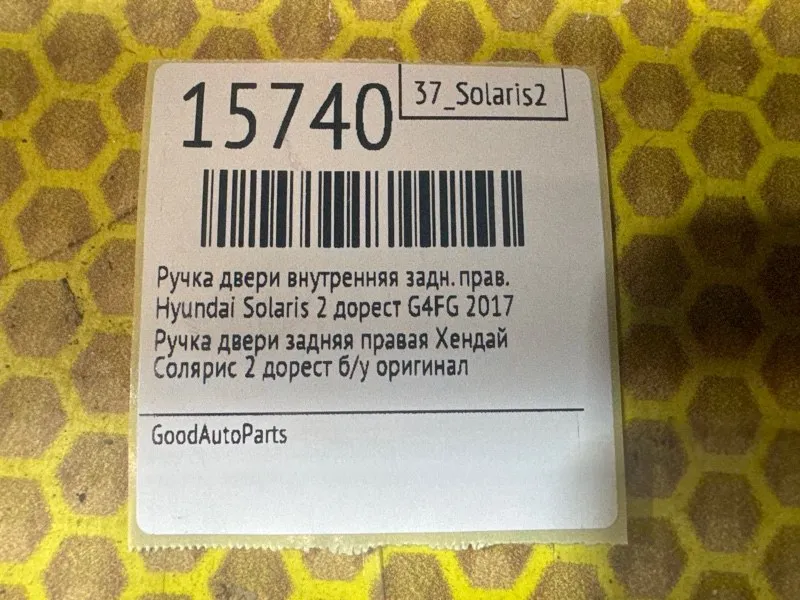 15740
37_Solaris2
Ручка двери внутренняя задн. прав.
Hyundai Solaris 2 дорест G4FG 2017
Ручка двери задняя правая Хендай
Солярис 2 дорест б/у оригинал
GoodAutoParts